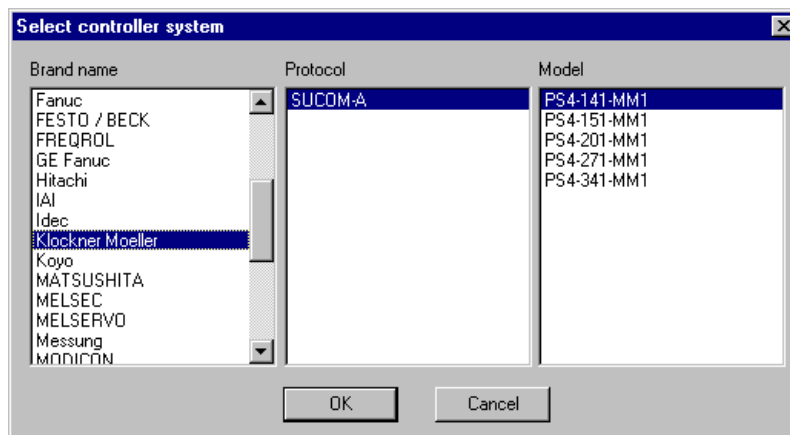 Select controller system
Brand name
Protocol
Model
Fanuc
FESTO / BECK
FREQROL
GE Fanuc
Hitachi
IAI
Idec
Klockner Moeller
Koyo
MATSUSHITA
MELSEC
MELSERVO
Messung
MODICON
SUCOM-A
PS4-141-MM1
PS4-151-MM1
PS4-201-MM1
PS4-271-MM1
PS4-341-MM1
OK
Cancel